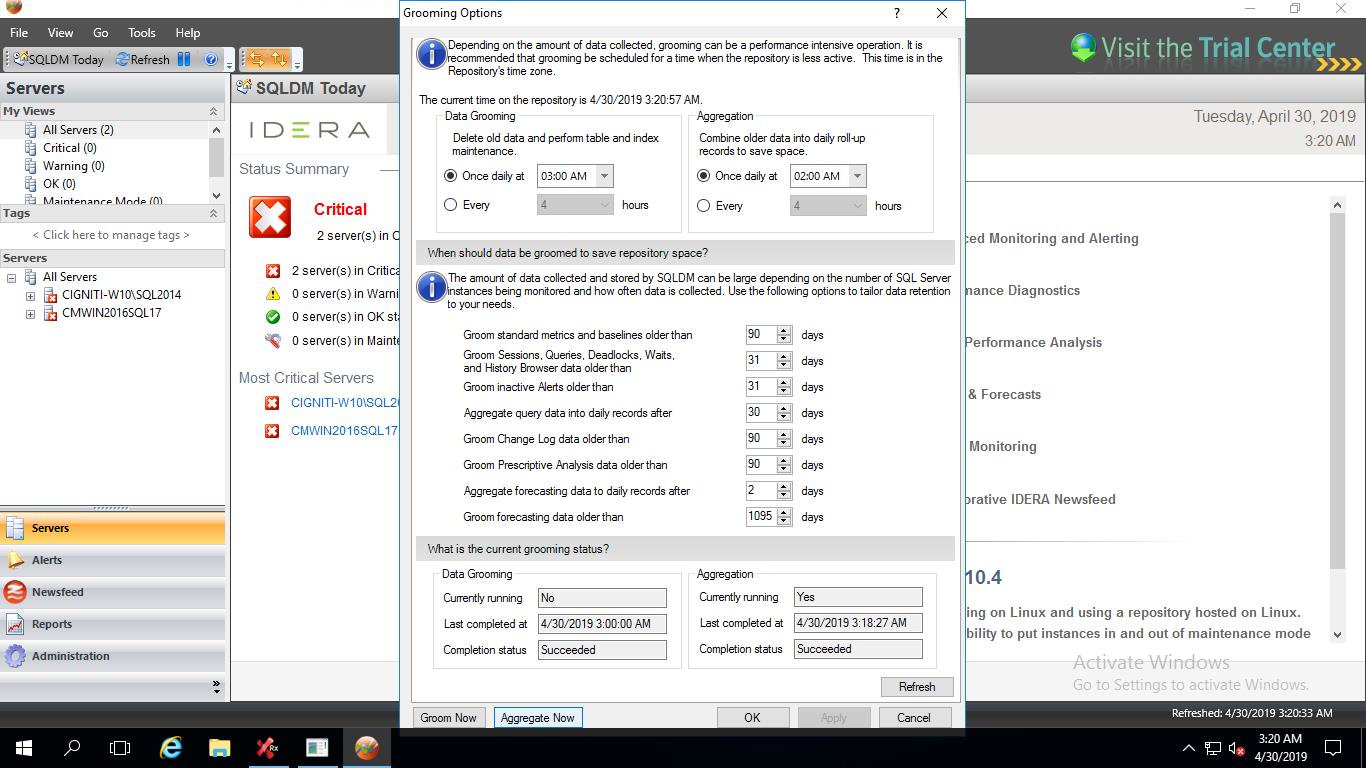 Grooming Options
?
File View Go Tools Help
SQLDM Today Refresh
Visit the Trial Center
Servers
My Views
All Servers (2)
Critical (0)
Warning (0)
OK (0)
Maintenance Mode (0)
Tags
< Click here to manage tags >
Servers
All Servers
CIGNITI-W10\SQL2014
CMWIN2016SQL17
Servers
Alerts
Newsfeed
Reports
Administration
SQLDM Today
IDERA
Status Summary
Critical
2 server(s) in C
2 server(s) in Critica
0 server(s) in Warni
0 server(s) in OK sta
0 server(s) in Mainte
Most Critical Servers
CIGNITI-W10\SQL20
CMWIN2016SQL17
Depending on the amount of data collected, grooming can be a performance intensive operation. It is
recommended that grooming be scheduled for a time when the repository is less active. This time is in the
Repository's time zone.
The current time on the repository is 4/30/2019 3:20:57 AM.
Data Grooming
Delete old data and perform table and index
maintenance.
Once daily at 03:00 AM
Every 4 hours
Aggregation
Combine older data into daily roll-up
records to save space.
Once daily at 02:00 AM
Every 4 hours
When should data be groomed to save repository space?
The amount of data collected and stored by SQLDM can be large depending on the number of SQL Server
instances being monitored and how often data is collected. Use the following options to tailor data retention
to your needs.
Groom standard metrics and baselines older than 90 days
Groom Sessions, Queries, Deadlocks, Waits,
and History Browser data older than 31 days
Groom inactive Alerts older than 31 days
Aggregate query data into daily records after 30 days
Groom Change Log data older than 90 days
Groom Prescriptive Analysis data older than 90 days
Aggregate forecasting data to daily records after 2 days
Groom forecasting data older than 1095 days
What is the current grooming status?
Data Grooming
Currently running No
Last completed at 4/30/2019 3:00:00 AM
Completion status Succeeded
Aggregation
Currently running Yes
Last completed at 4/30/2019 3:18:27 AM
Completion status Succeeded
Refresh
Groom Now Aggregate Now OK Apply Cancel
Tuesday, April 30, 2019
3:20 AM
ced Monitoring and Alerting
nance Diagnostics
Performance Analysis
& Forecasts
Monitoring
orative IDERA Newsfeed
10.4
ing on Linux and using a repository hosted on Linux.
bility to put instances in and out of maintenance mode
Activate Windows
Go to Settings to activate Windows.
Refreshed: 4/30/2019 3:20:33 AM
Rx
3:20 AM
4/30/2019